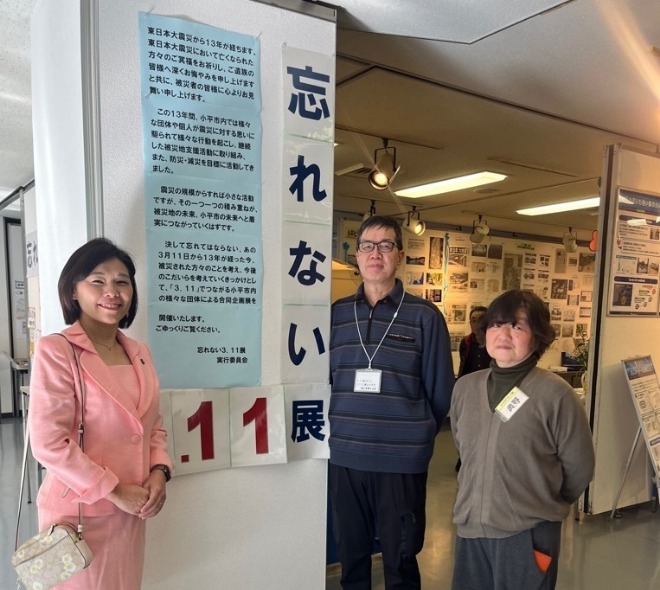 東日本大震災から13年が経ちます。
東日本大震災において亡くなられた
方々のご冥福をお祈りし、ご遺族の
皆様へ深くお悔やみを申し上げます
と共に、被災者の皆様に心よりお見
舞い申し上げます。
この13年間、小平市内では様々
な団体や個人が震災に対する思いに
駆られて様々な行動を起こし、継続
した被災地支援活動に取り組み、
また、防災・減災を目標に活動してき
ました。
震災の規模からすれば小さな活動
ですが、その一つ一つの積み重ねが、
被災地の未来、小平市の未来へと着
実につながっていくはずです。
決して忘れてはならない、あの
3月11日から13年が経った今、
被災された方々のことを考え、今後
のこだいらを考えていくきっかけとし
て、「3.11」でつながる小平市内
の様々な団体による合同企画展を
開催いたします。
ごゆっくりご覧ください。
忘れない3.11展
実行委員会
忘れない
.11展
忘れ
真野